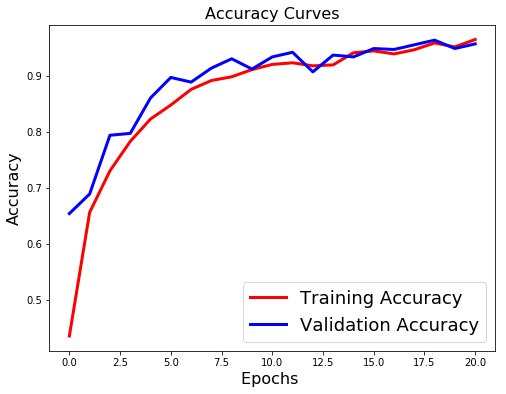 Accuracy Curves
Accuracy
0.9
0.8
0.7
0.6
0.5
Training Accuracy
Validation Accuracy
0.0 2.5 5.0 7.5 10.0 12.5 15.0 17.5 20.0
Epochs